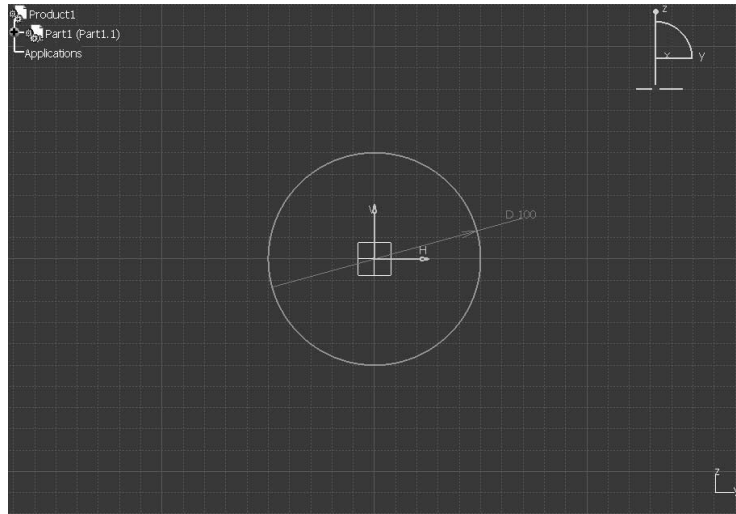 Product1
Part1 (Part1.1)
Applications
z
x y
V
D 100
H
z
y